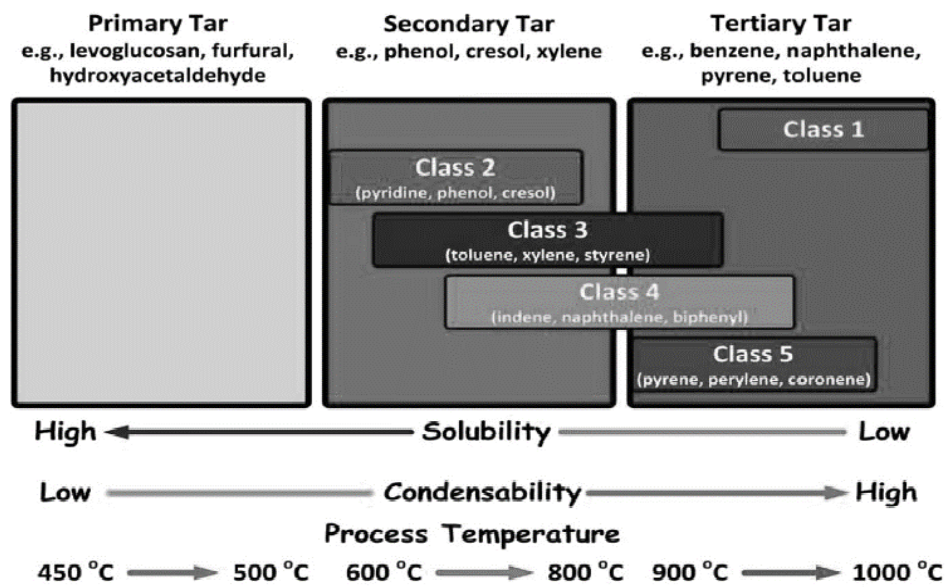 Primary Tar
e.g., levoglucosan, furfural,
hydroxyacetaldehyde
Secondary Tar
e.g., phenol, cresol, xylene
Tertiary Tar
e.g., benzene, naphthalene,
pyrene, toluene
Class 1
Class 2
(pyridine, phenol, cresol)
Class 3
(toluene, xylene, styrene)
Class 4
(indene, naphthalene, biphenyl)
Class 5
(pyrene, perylene, coronene)
High Solubility Low
Low Condensability High
Process Temperature
450 °C 500 °C 600 °C 800 °C 900 °C 1000 °C